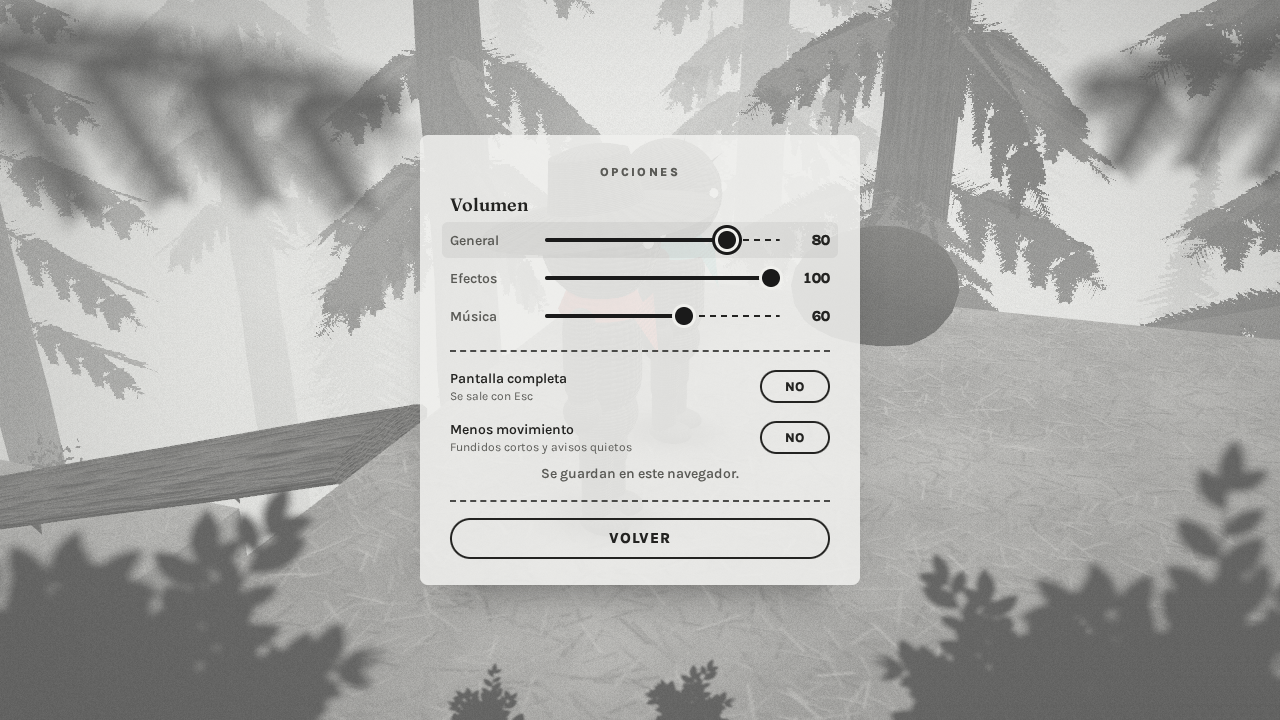 OPCIONES
Volumen
General 80
Efectos 100
Música 60
Pantalla completa NO
Se sale con Esc
Menos movimiento NO
Fundidos cortos y avisos quietos
Se guardan en este navegador.
VOLVER